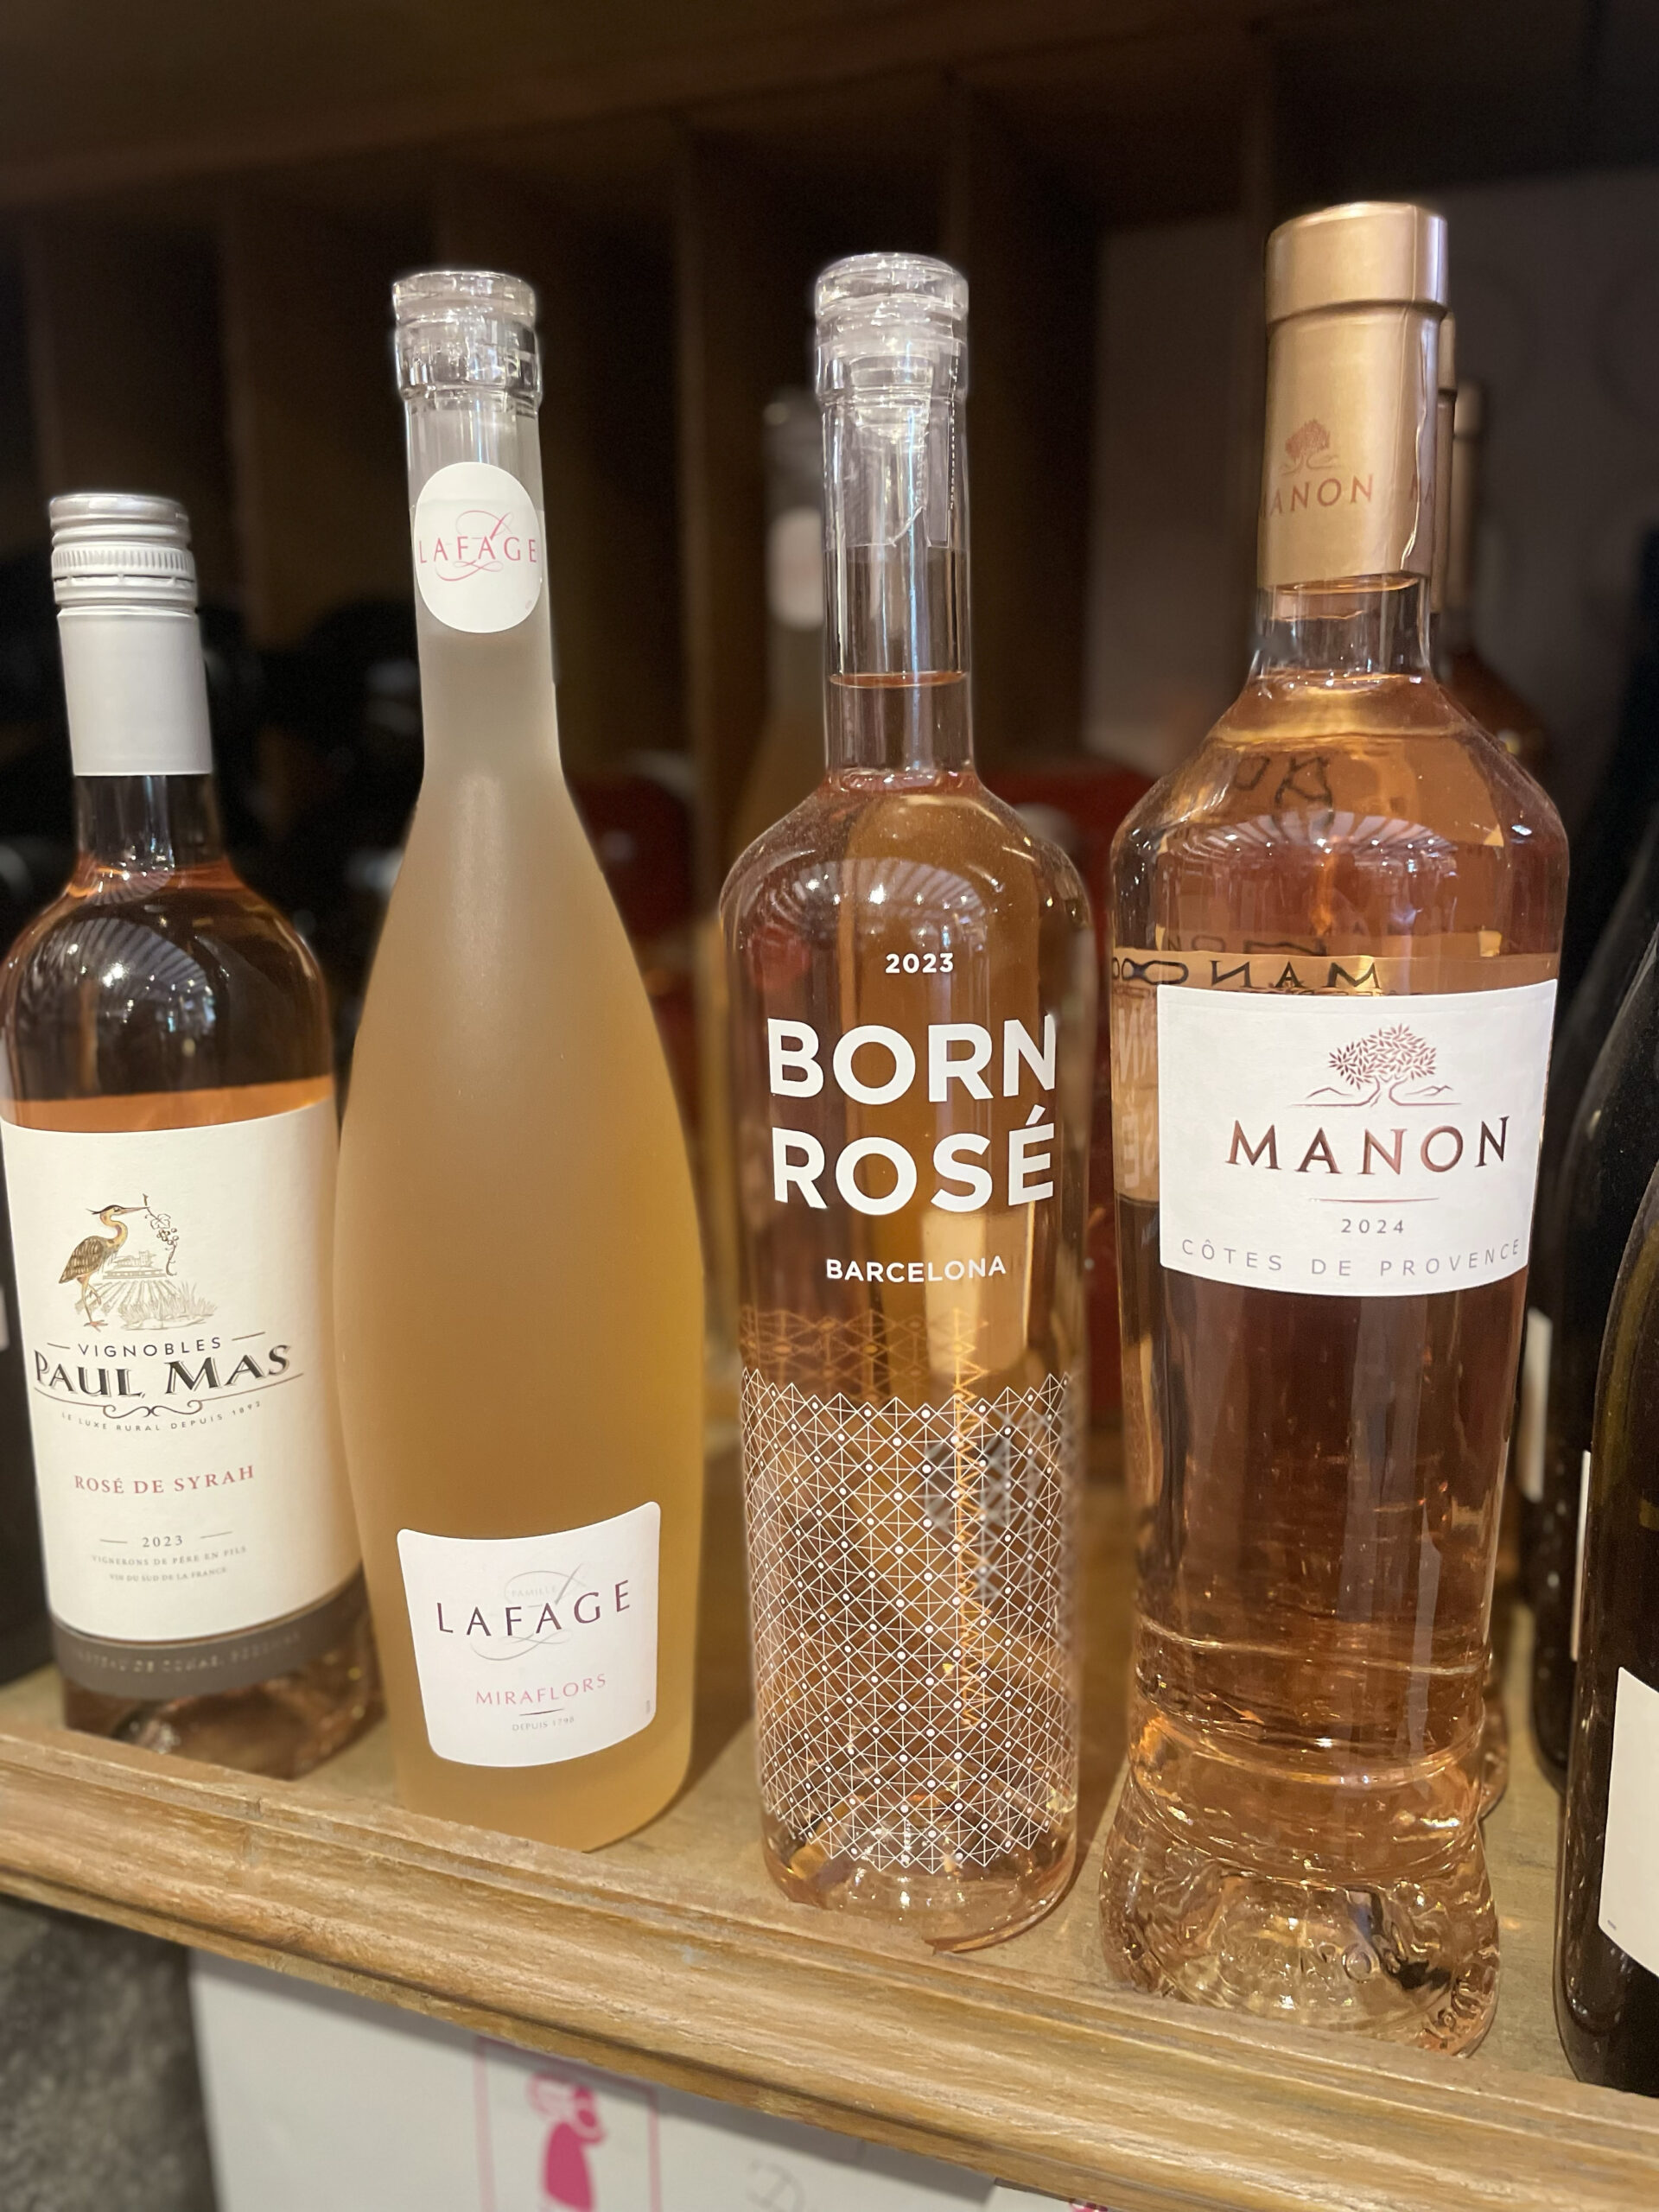 VIGNOBLES
PAUL MAS
LE LUXE RURAL DEPUIS 1892
ROSÉ DE SYRAH
2023
VIGNERONS DE PÈRE EN FILS
VIN DU SUD DE LA FRANCE
LAFAGE
FAMILLE
LAFAGE
MIRAFLORS
DEPUIS 1798
2023
BORN
ROSÉ
BARCELONA
MANON
MANON
2024
CÔTES DE PROVENCE